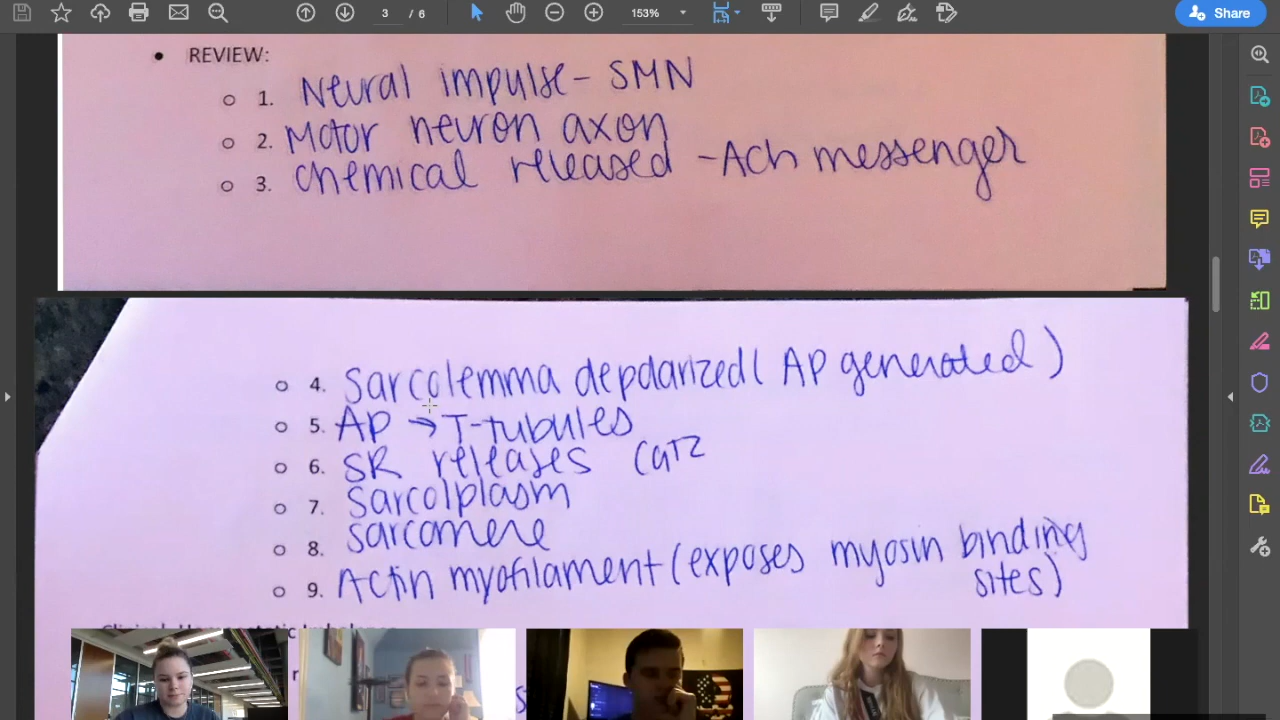 3 / 6
153%
Share
• REVIEW:
○ 1. Neural impulse - SMN
○ 2. Motor neuron axon
○ 3. Chemical released - Ach messenger
○ 4. Sarcolemma depolarized ( AP generated )
○ 5. AP → T-tubules
○ 6. SR releases Ca+2
○ 7. Sarcolplasm
○ 8. sarcomere
○ 9. Actin myofilament (exposes myosin binding
sites)